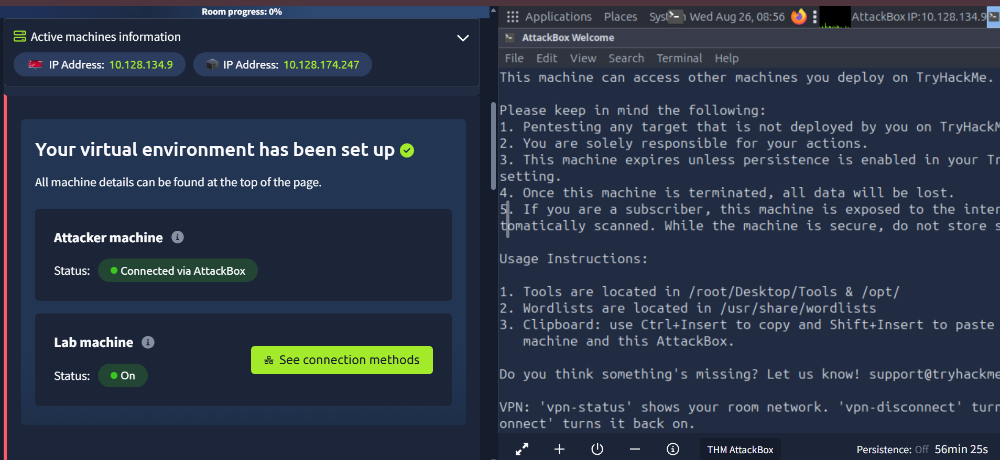 Room progress: 0%
Active machines information
IP Address: 10.128.134.9
IP Address: 10.128.174.247
Your virtual environment has been set up
All machine details can be found at the top of the page.
Attacker machine
Status: Connected via AttackBox
Lab machine
Status: On
See connection methods
Applications Places Syst Wed Aug 26, 08:56 AttackBox IP:10.128.134.9
AttackBox Welcome
File Edit View Search Terminal Help
This machine can access other machines you deploy on TryHackMe.
Please keep in mind the following:
1. Pentesting any target that is not deployed by you on TryHackM
2. You are solely responsible for your actions.
3. This machine expires unless persistence is enabled in your Tr
setting.
4. Once this machine is terminated, all data will be lost.
5. If you are a subscriber, this machine is exposed to the inter
tomatically scanned. While the machine is secure, do not store s
Usage Instructions:
1. Tools are located in /root/Desktop/Tools & /opt/
2. Wordlists are located in /usr/share/wordlists
3. Clipboard: use Ctrl+Insert to copy and Shift+Insert to paste
machine and this AttackBox.
Do you think something's missing? Let us know! support@tryhackme
VPN: 'vpn-status' shows your room network. 'vpn-disconnect' turn
onnect' turns it back on.
THM AttackBox
Persistence: Off 56min 25s